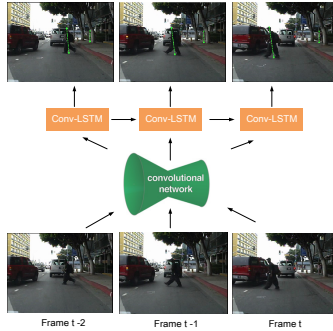 Conv-LSTM Conv-LSTM Conv-LSTM
convolutional
network
Frame t -2 Frame t -1 Frame t